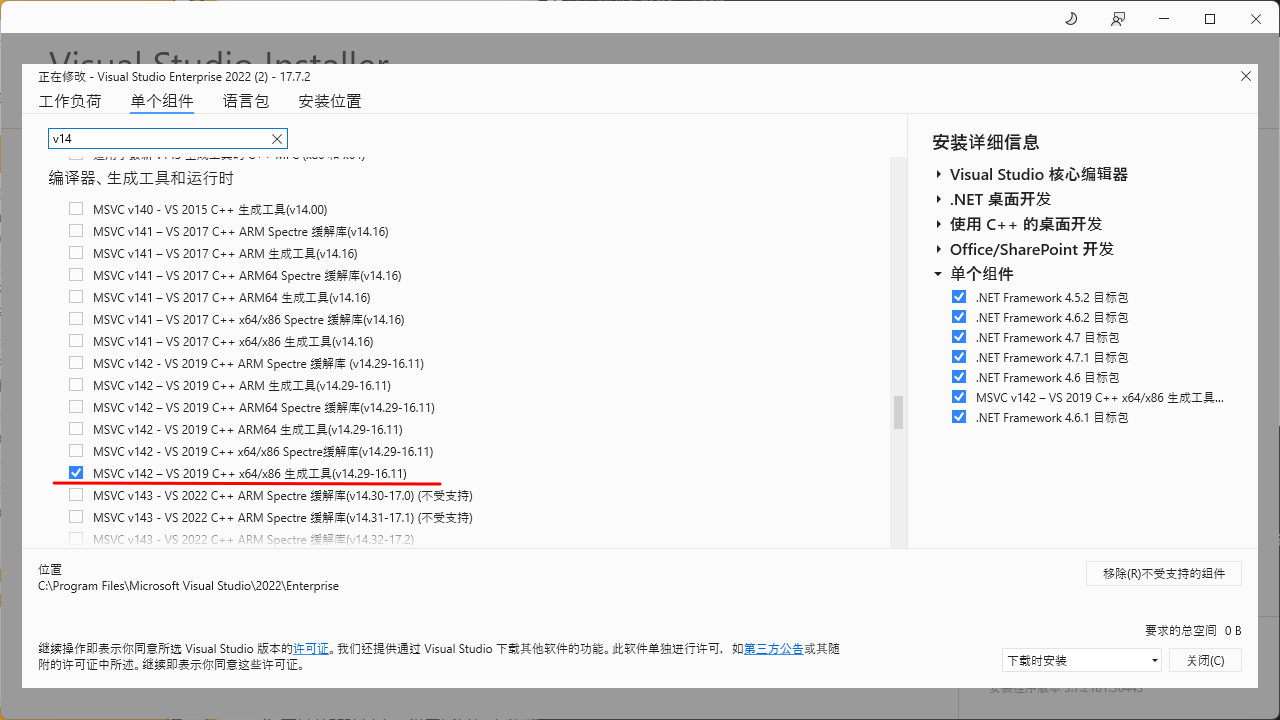 Visual Studio Installer
正在修改 - Visual Studio Enterprise 2022 (2) - 17.7.2
工作负荷 单个组件 语言包 安装位置
v14
编译器、生成工具和运行时
MSVC v140 - VS 2015 C++ 生成工具(v14.00)
MSVC v141 – VS 2017 C++ ARM Spectre 缓解库(v14.16)
MSVC v141 – VS 2017 C++ ARM 生成工具(v14.16)
MSVC v141 – VS 2017 C++ ARM64 Spectre 缓解库(v14.16)
MSVC v141 – VS 2017 C++ ARM64 生成工具(v14.16)
MSVC v141 – VS 2017 C++ x64/x86 Spectre 缓解库(v14.16)
MSVC v141 – VS 2017 C++ x64/x86 生成工具(v14.16)
MSVC v142 - VS 2019 C++ ARM Spectre 缓解库 (v14.29-16.11)
MSVC v142 – VS 2019 C++ ARM 生成工具(v14.29-16.11)
MSVC v142 – VS 2019 C++ ARM64 Spectre 缓解库(v14.29-16.11)
MSVC v142 – VS 2019 C++ ARM64 生成工具(v14.29-16.11)
MSVC v142 - VS 2019 C++ x64/x86 Spectre缓解库(v14.29-16.11)
MSVC v142 – VS 2019 C++ x64/x86 生成工具(v14.29-16.11)
MSVC v143 - VS 2022 C++ ARM Spectre 缓解库(v14.30-17.0) (不受支持)
MSVC v143 - VS 2022 C++ ARM Spectre 缓解库(v14.31-17.1) (不受支持)
MSVC v143 - VS 2022 C++ ARM Spectre 缓解库(v14.32-17.2)
安装详细信息
Visual Studio 核心编辑器
.NET 桌面开发
使用 C++ 的桌面开发
Office/SharePoint 开发
单个组件
.NET Framework 4.5.2 目标包
.NET Framework 4.6.2 目标包
.NET Framework 4.7 目标包
.NET Framework 4.7.1 目标包
.NET Framework 4.6 目标包
MSVC v142 – VS 2019 C++ x64/x86 生成工具...
.NET Framework 4.6.1 目标包
位置
C:\Program Files\Microsoft Visual Studio\2022\Enterprise
移除(R)不受支持的组件
要求的总空间 0 B
继续操作即表示你同意所选 Visual Studio 版本的许可证。我们还提供通过 Visual Studio 下载其他软件的功能。此软件单独进行许可，如第三方公告或其随
附的许可证中所述。继续即表示你同意这些许可证。
下载时安装 关闭(C)